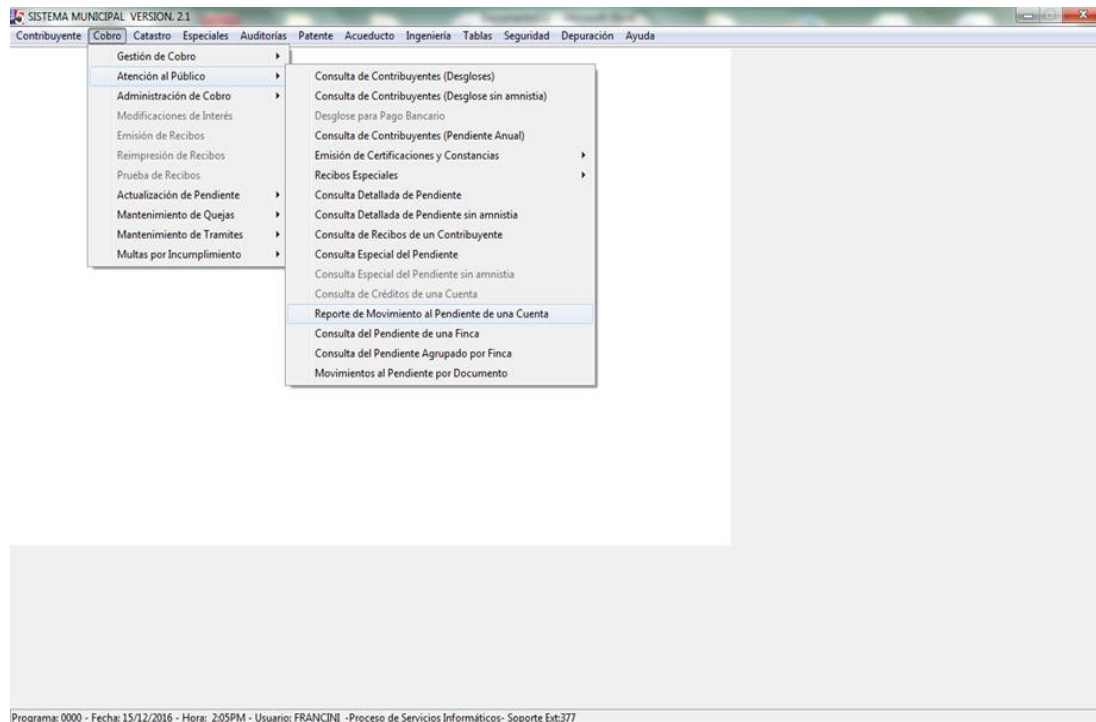 SISTEMA MUNICIPAL VERSION. 2.1
Contribuyente Cobro Catastro Especiales Auditorías Patente Acueducto Ingeniería Tablas Seguridad Depuración Ayuda
Gestión de Cobro
Atención al Público
Administración de Cobro
Modificaciones de Interés
Emisión de Recibos
Reimpresión de Recibos
Prueba de Recibos
Actualización de Pendiente
Mantenimiento de Quejas
Mantenimiento de Tramites
Multas por Incumplimiento
Consulta de Contribuyentes (Desgloses)
Consulta de Contribuyentes (Desglose sin amnistia)
Desglose para Pago Bancario
Consulta de Contribuyentes (Pendiente Anual)
Emisión de Certificaciones y Constancias
Recibos Especiales
Consulta Detallada de Pendiente
Consulta Detallada de Pendiente sin amnistia
Consulta de Recibos de un Contribuyente
Consulta Especial del Pendiente
Consulta Especial del Pendiente sin amnistia
Consulta de Créditos de una Cuenta
Reporte de Movimiento al Pendiente de una Cuenta
Consulta del Pendiente de una Finca
Consulta del Pendiente Agrupado por Finca
Movimientos al Pendiente por Documento
Programa: 0000 - Fecha: 15/12/2016 - Hora: 2:05PM - Usuario: FRANCINI -Proceso de Servicios Informáticos- Soporte Ext:377